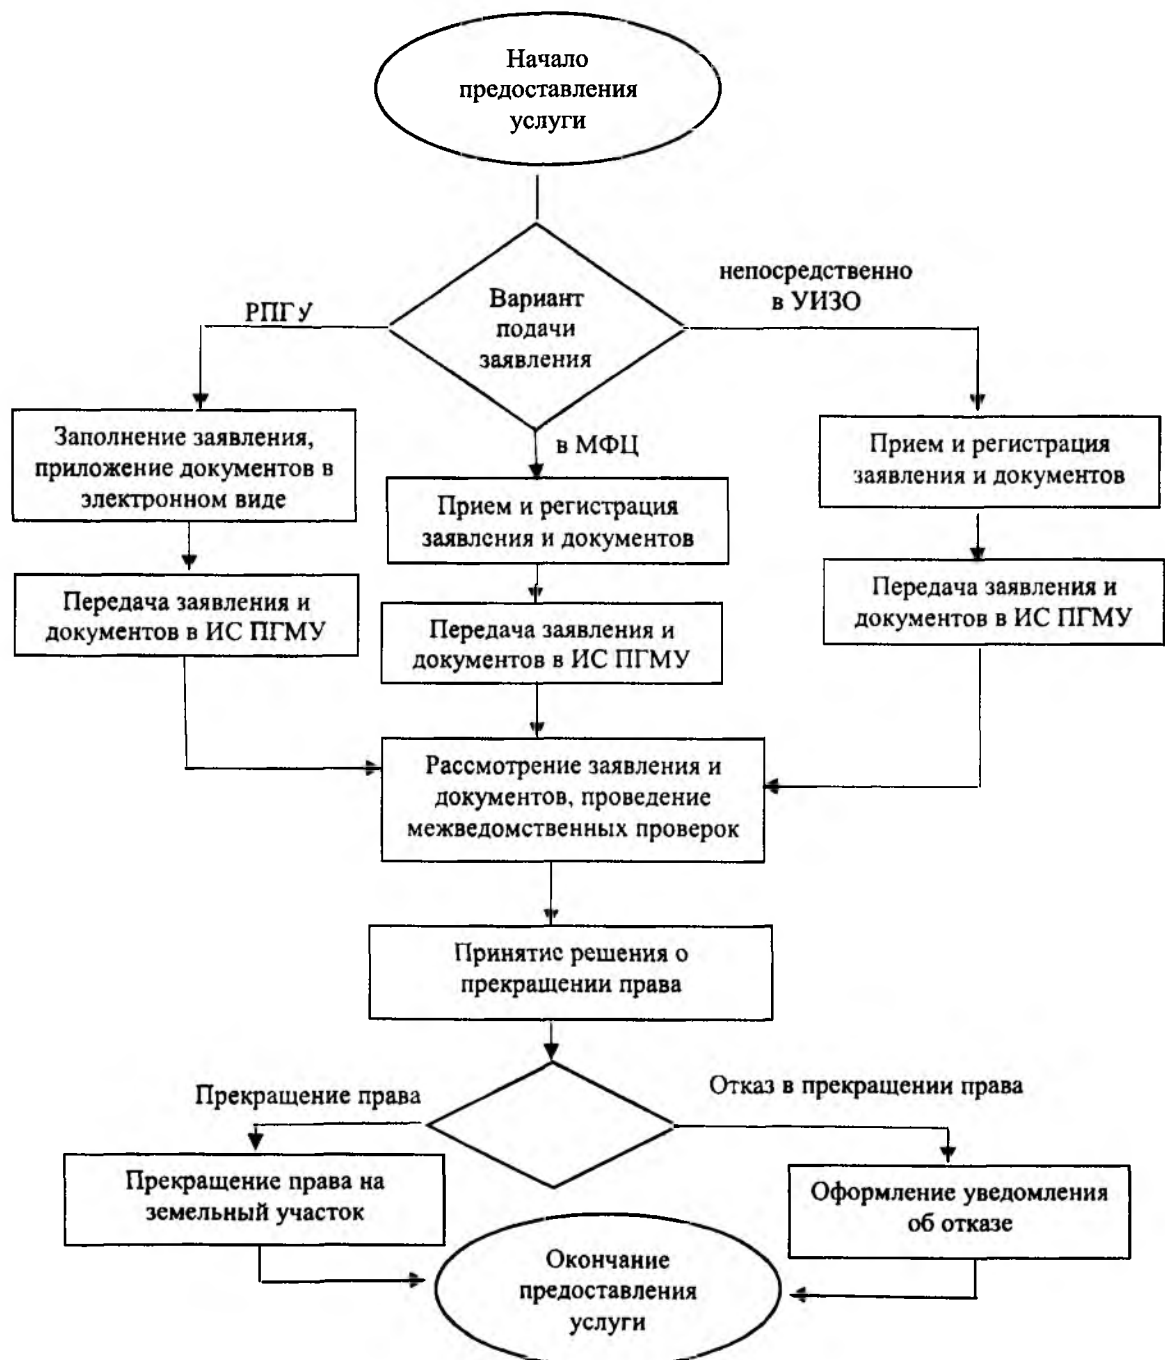 Начало
предоставления
услуги
Вариант
подачи
заявления
РПГУ
непосредственно
в УИЗО
в МФЦ
Заполнение заявления,
приложение документов в
электронном виде
Прием и регистрация
заявления и документов
Прием и регистрация
заявления и документов
Передача заявления и
документов в ИС ПГМУ
Передача заявления и
документов в ИС ПГМУ
Передача заявления и
документов в ИС ПГМУ
Рассмотрение заявления и
документов, проведение
межведомственных проверок
Принятие решения о
прекращении права
Прекращение права
Отказ в прекращении права
Прекращение права на
земельный участок
Оформление уведомления
об отказе
Окончание
предоставления
услуги